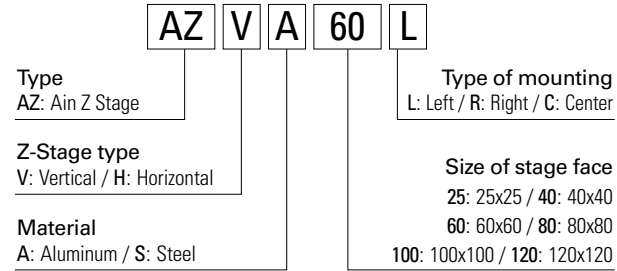 AZ V A 60 L
Type
AZ: Ain Z Stage
Z-Stage type
V: Vertical / H: Horizontal
Material
A: Aluminum / S: Steel
Type of mounting
L: Left / R: Right / C: Center
Size of stage face
25: 25x25 / 40: 40x40
60: 60x60 / 80: 80x80
100: 100x100 / 120: 120x120